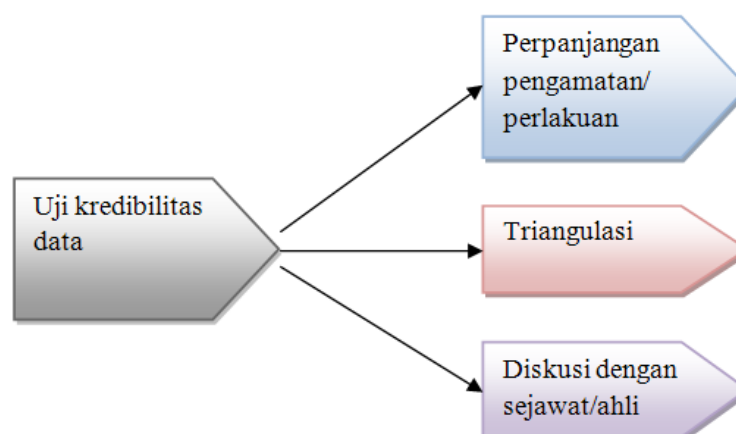 Perpanjangan
pengamatan/
perlakuan
Uji kredibilitas
data
Triangulasi
Diskusi dengan
sejawat/ahli